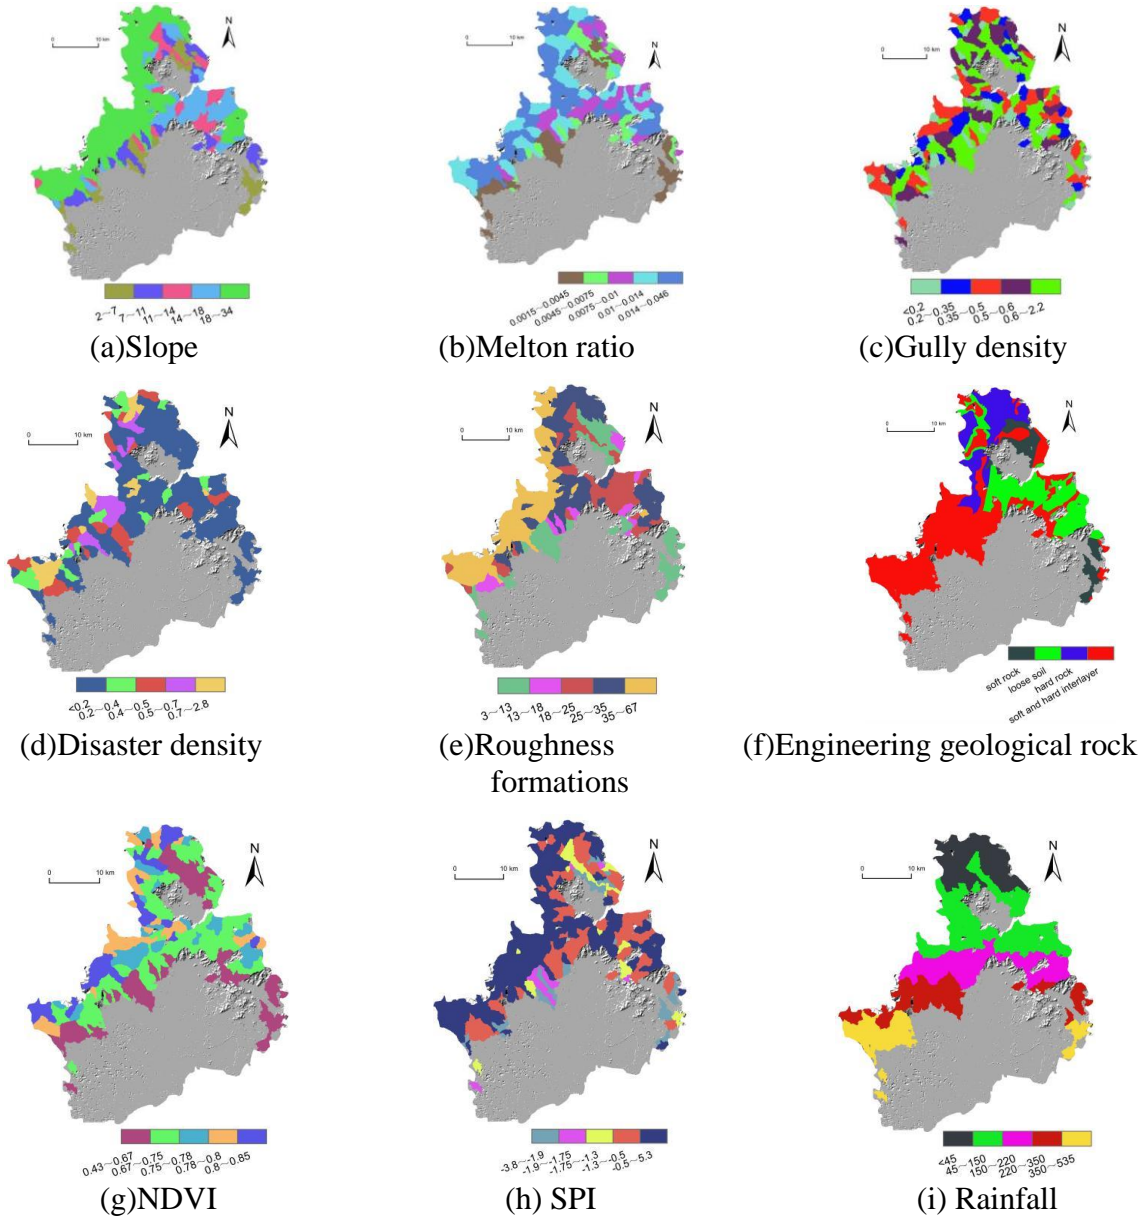 N
0 10 km
2~7
7~11
11~14
14~18
18~34
(a)Slope
0 10 km
N
0.0015~0.0045
0.0045~0.0075
0.0075~0.01
0.01~0.014
0.014~0.046
(b)Melton ratio
0 10 km
N
<0.2
0.2~0.35
0.35~0.5
0.5~0.6
0.6~2.2
(c)Gully density
N
0 10 km
<0.2
0.2~0.4
0.4~0.5
0.5~0.7
0.7~2.8
(d)Disaster density
0 10 km
N
3~13
13~18
18~25
25~35
35~67
(e)Roughness
formations
0 10 km
N
soft rock
loose soil
hard rock
soft and hard interlayer
(f)Engineering geological rock
N
0 10 km
0.43~0.67
0.67~0.75
0.75~0.78
0.78~0.8
0.8~0.85
(g)NDVI
0 10 km
N
-3.8~-1.9
-1.9~-1.75
-1.75~-1.3
-1.3~-0.5
-0.5~5.3
(h) SPI
0 10 km
N
<45
45~150
150~220
220~350
350~535
(i) Rainfall